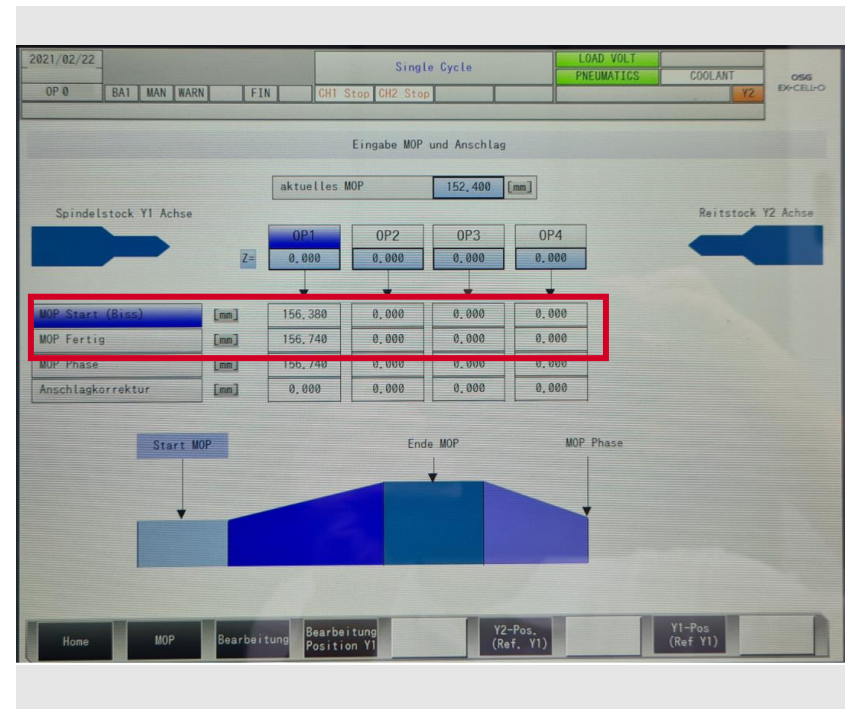 2021/02/22
Single Cycle
LOAD VOLT
PNEUMATICS
COOLANT
OSG
EX-CELL-O
OP 0
BA1
MAN
WARN
FIN
CH1 Stop
CH2 Stop
Y2
Eingabe MOP und Anschlag
aktuelles MOP
152,400
[mm]
Spindelstock Y1 Achse
Reitstock Y2 Achse
OP1
OP2
OP3
OP4
Z=
0,000
0,000
0,000
0,000
MOP Start (Biss)
[mm]
156,380
0,000
0,000
0,000
MOP Fertig
[mm]
156,740
0,000
0,000
0,000
MOP Phase
[mm]
156,740
0,000
0,000
0,000
Anschlagkorrektur
[mm]
0,000
0,000
0,000
0,000
Start MOP
Ende MOP
MOP Phase
Home
MOP
Bearbeitung
Bearbeitung
Position Y1
Y2-Pos.
(Ref. Y1)
Y1-Pos
(Ref Y1)